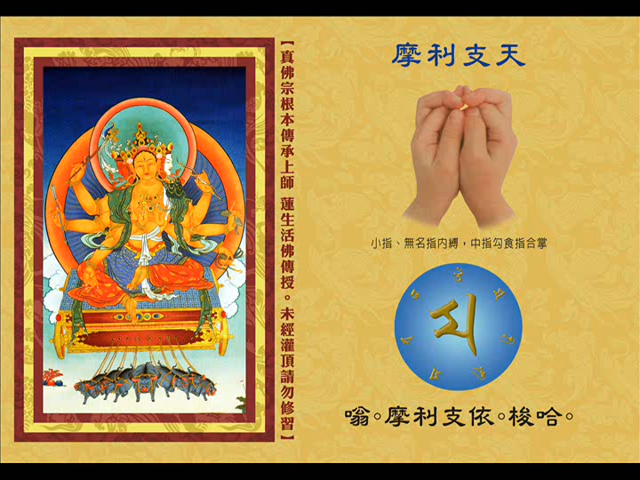 【真佛宗根本傳承上師 蓮生活佛傳授。未經灌頂請勿修習】
摩利支天
小指、無名指内縛，中指勾食指合掌
嗡。摩利支依。梭哈。